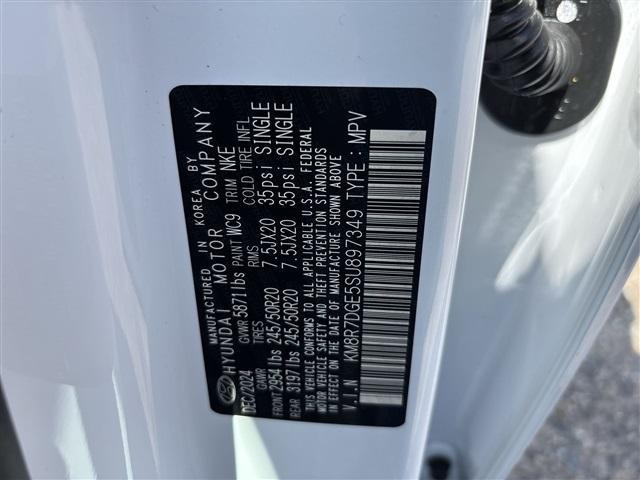 MANUFACTURED IN KOREA BY
HYUNDAI MOTOR COMPANY
DEC/2024 GVWR 5871lbs PAINT WC9 TRIM NKE
GAWR TIRES RIMS COLD TIRE INFL
FRONT 2954 lbs 245/50R20 7.5JX20 35psi SINGLE
REAR 3197 lbs 245/50R20 7.5JX20 35psi SINGLE
THIS VEHICLE CONFORMS TO ALL APPLICABLE U.S.A. FEDERAL
MOTOR VEHICLE SAFETY AND THEFT PREVENTION STANDARDS
IN EFFECT ON THE DATE OF MANUFACTURE SHOWN ABOVE
V.I.N KM8R7DGE5SU897349 TYPE : MPV